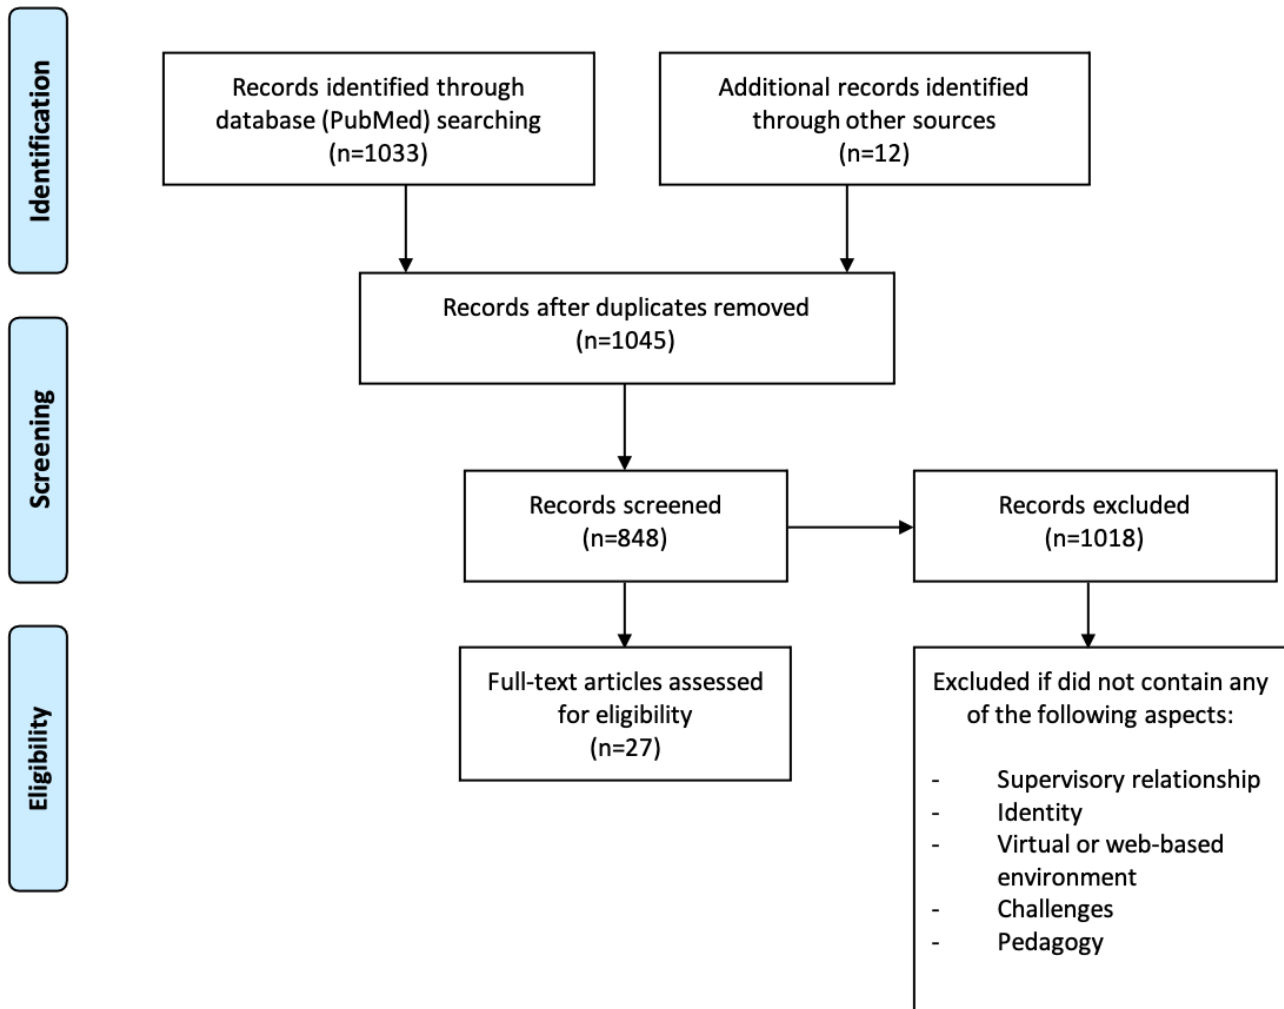 Identification
Records identified through
database (PubMed) searching
(n=1033)
Additional records identified
through other sources
(n=12)
Records after duplicates removed
(n=1045)
Screening
Records screened
(n=848)
Records excluded
(n=1018)
Eligibility
Full-text articles assessed
for eligibility
(n=27)
Excluded if did not contain any
of the following aspects:
- Supervisory relationship
- Identity
- Virtual or web-based
environment
- Challenges
- Pedagogy